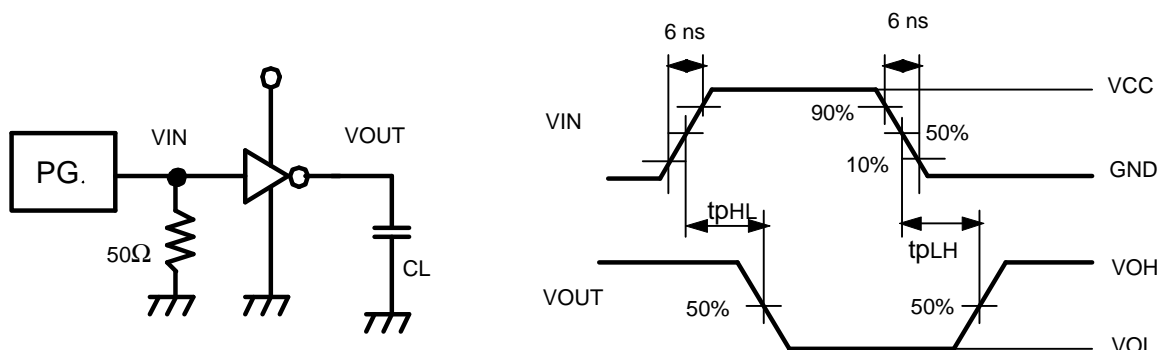 6 ns
6 ns
VCC
VIN
VOUT
VIN
90%
50%
PG.
10%
GND
tpHL
tpLH
50Ω
CL
VOH
VOUT
50%
50%
VOL